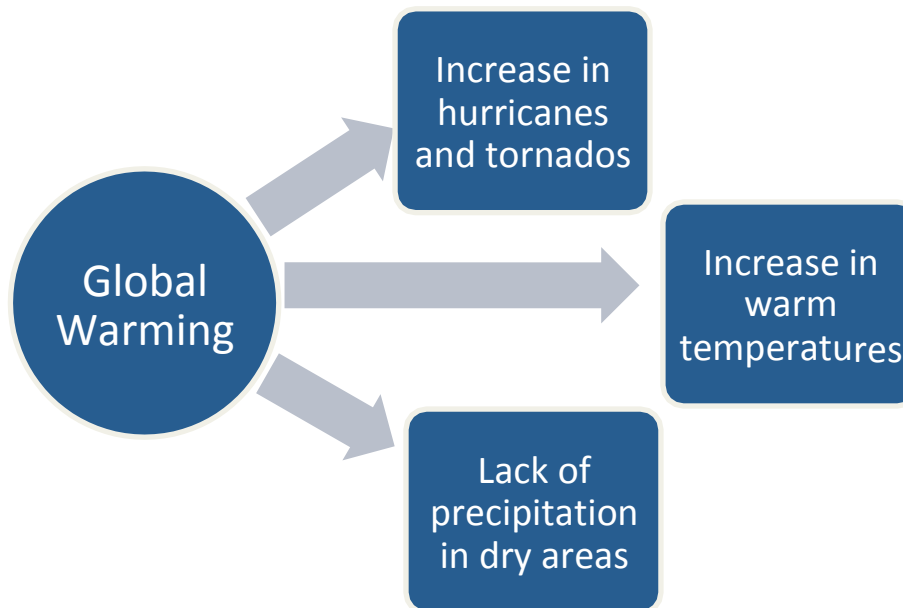 Increase in
hurricanes
and tornados
Global
Warming
Increase in
warm
temperatures
Lack of
precipitation
in dry areas